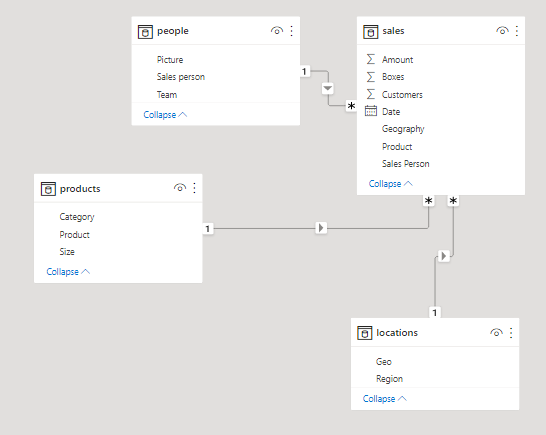 people
Picture
Sales person
Team
Collapse
1
*
sales
Amount
Boxes
Customers
Date
Geography
Product
Sales Person
Collapse
*
*
products
Category
Product
Size
Collapse
1
1
locations
Geo
Region
Collapse